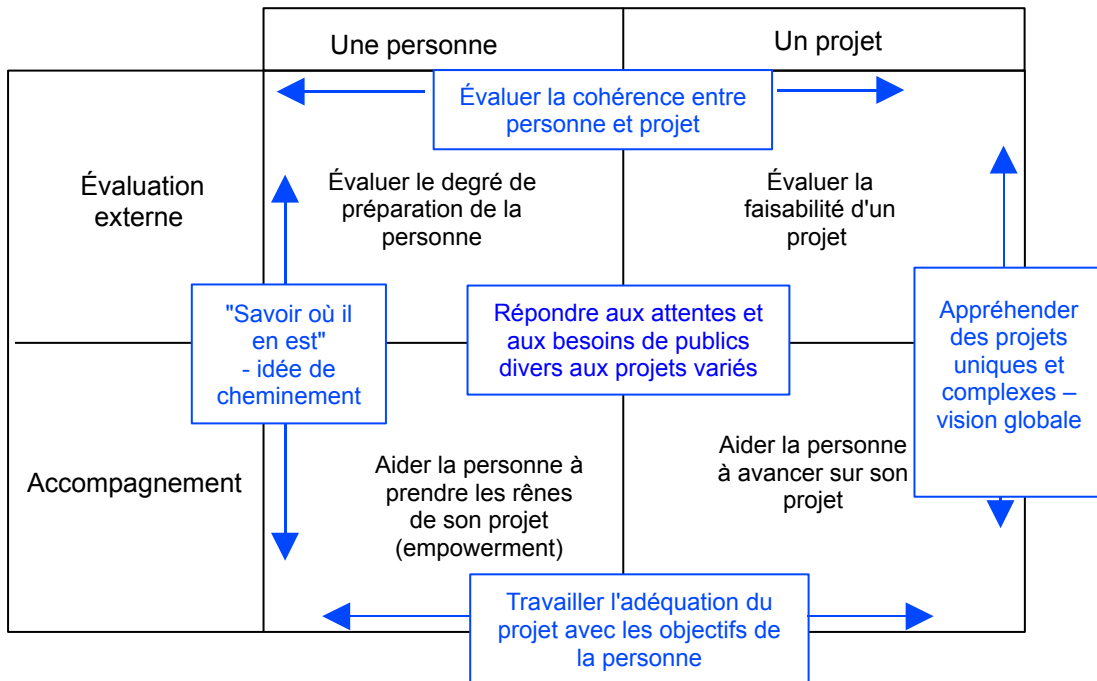 Une personne
Un projet
Évaluer la cohérence entre
personne et projet
Évaluation
externe
Évaluer le degré de
préparation de la
personne
Évaluer la
faisabilité d'un
projet
"Savoir où il
en est"
- idée de
cheminement
Répondre aux attentes et
aux besoins de publics
divers aux projets variés
Appréhender
des projets
uniques et
complexes –
vision globale
Accompagnement
Aider la personne à
prendre les rênes
de son projet
(empowerment)
Aider la personne
à avancer sur son
projet
Travailler l'adéquation du
projet avec les objectifs de
la personne